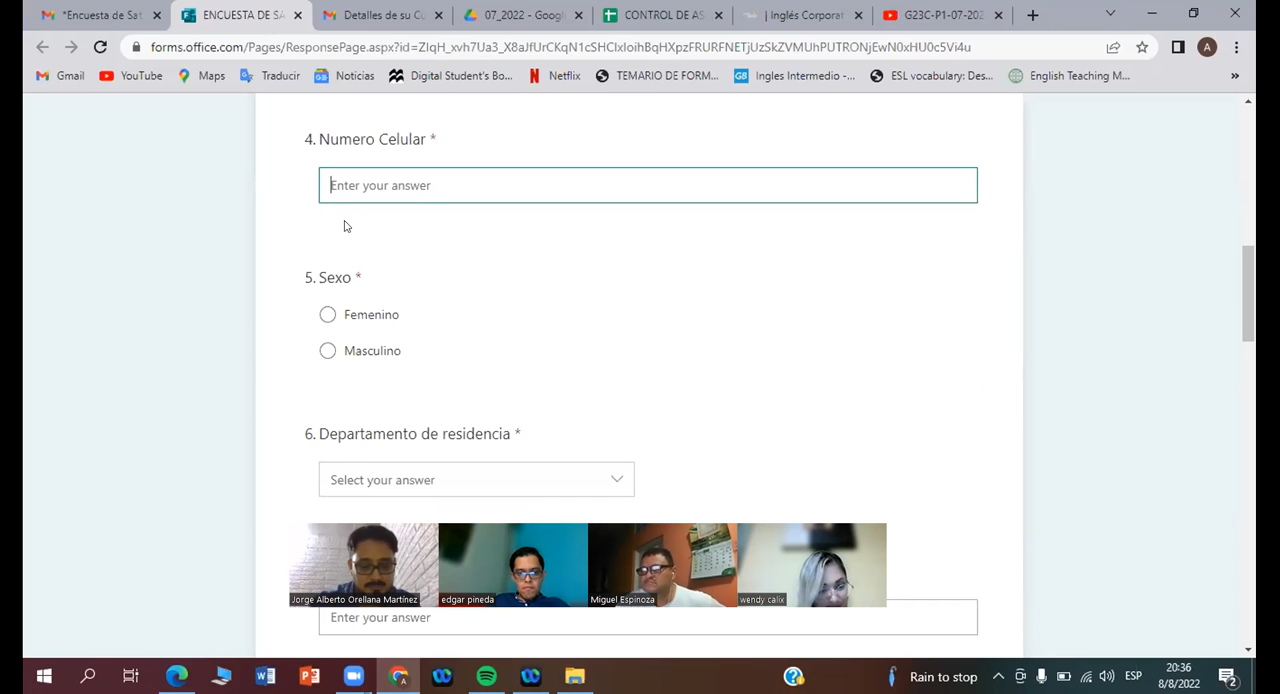 *Encuesta de Sat
ENCUESTA DE SA
Detalles de su Cu
07_2022 - Google
CONTROL DE AS
| Inglés Corporat
G23C-P1-07-202
forms.office.com/Pages/ResponsePage.aspx?id=ZIqH_xvh7Ua3_X8aJfUrCKqN1cSHClxIoihBqHXpzFRURFNETjUzSkZVMUhPUTRONjEwN0xHU0c5Vi4u
A
Gmail
YouTube
Maps
Traducir
Noticias
Digital Student's Bo...
Netflix
TEMARIO DE FORM...
Ingles Intermedio -...
ESL vocabulary: Des...
English Teaching M...
»
4. Numero Celular *
Enter your answer
5. Sexo *
Femenino
Masculino
6. Departamento de residencia *
Select your answer
Jorge Alberto Orellana Martínez
edgar pineda
Miguel Espinoza
wendy calix
Enter your answer
Rain to stop
ESP
20:36
8/8/2022
2